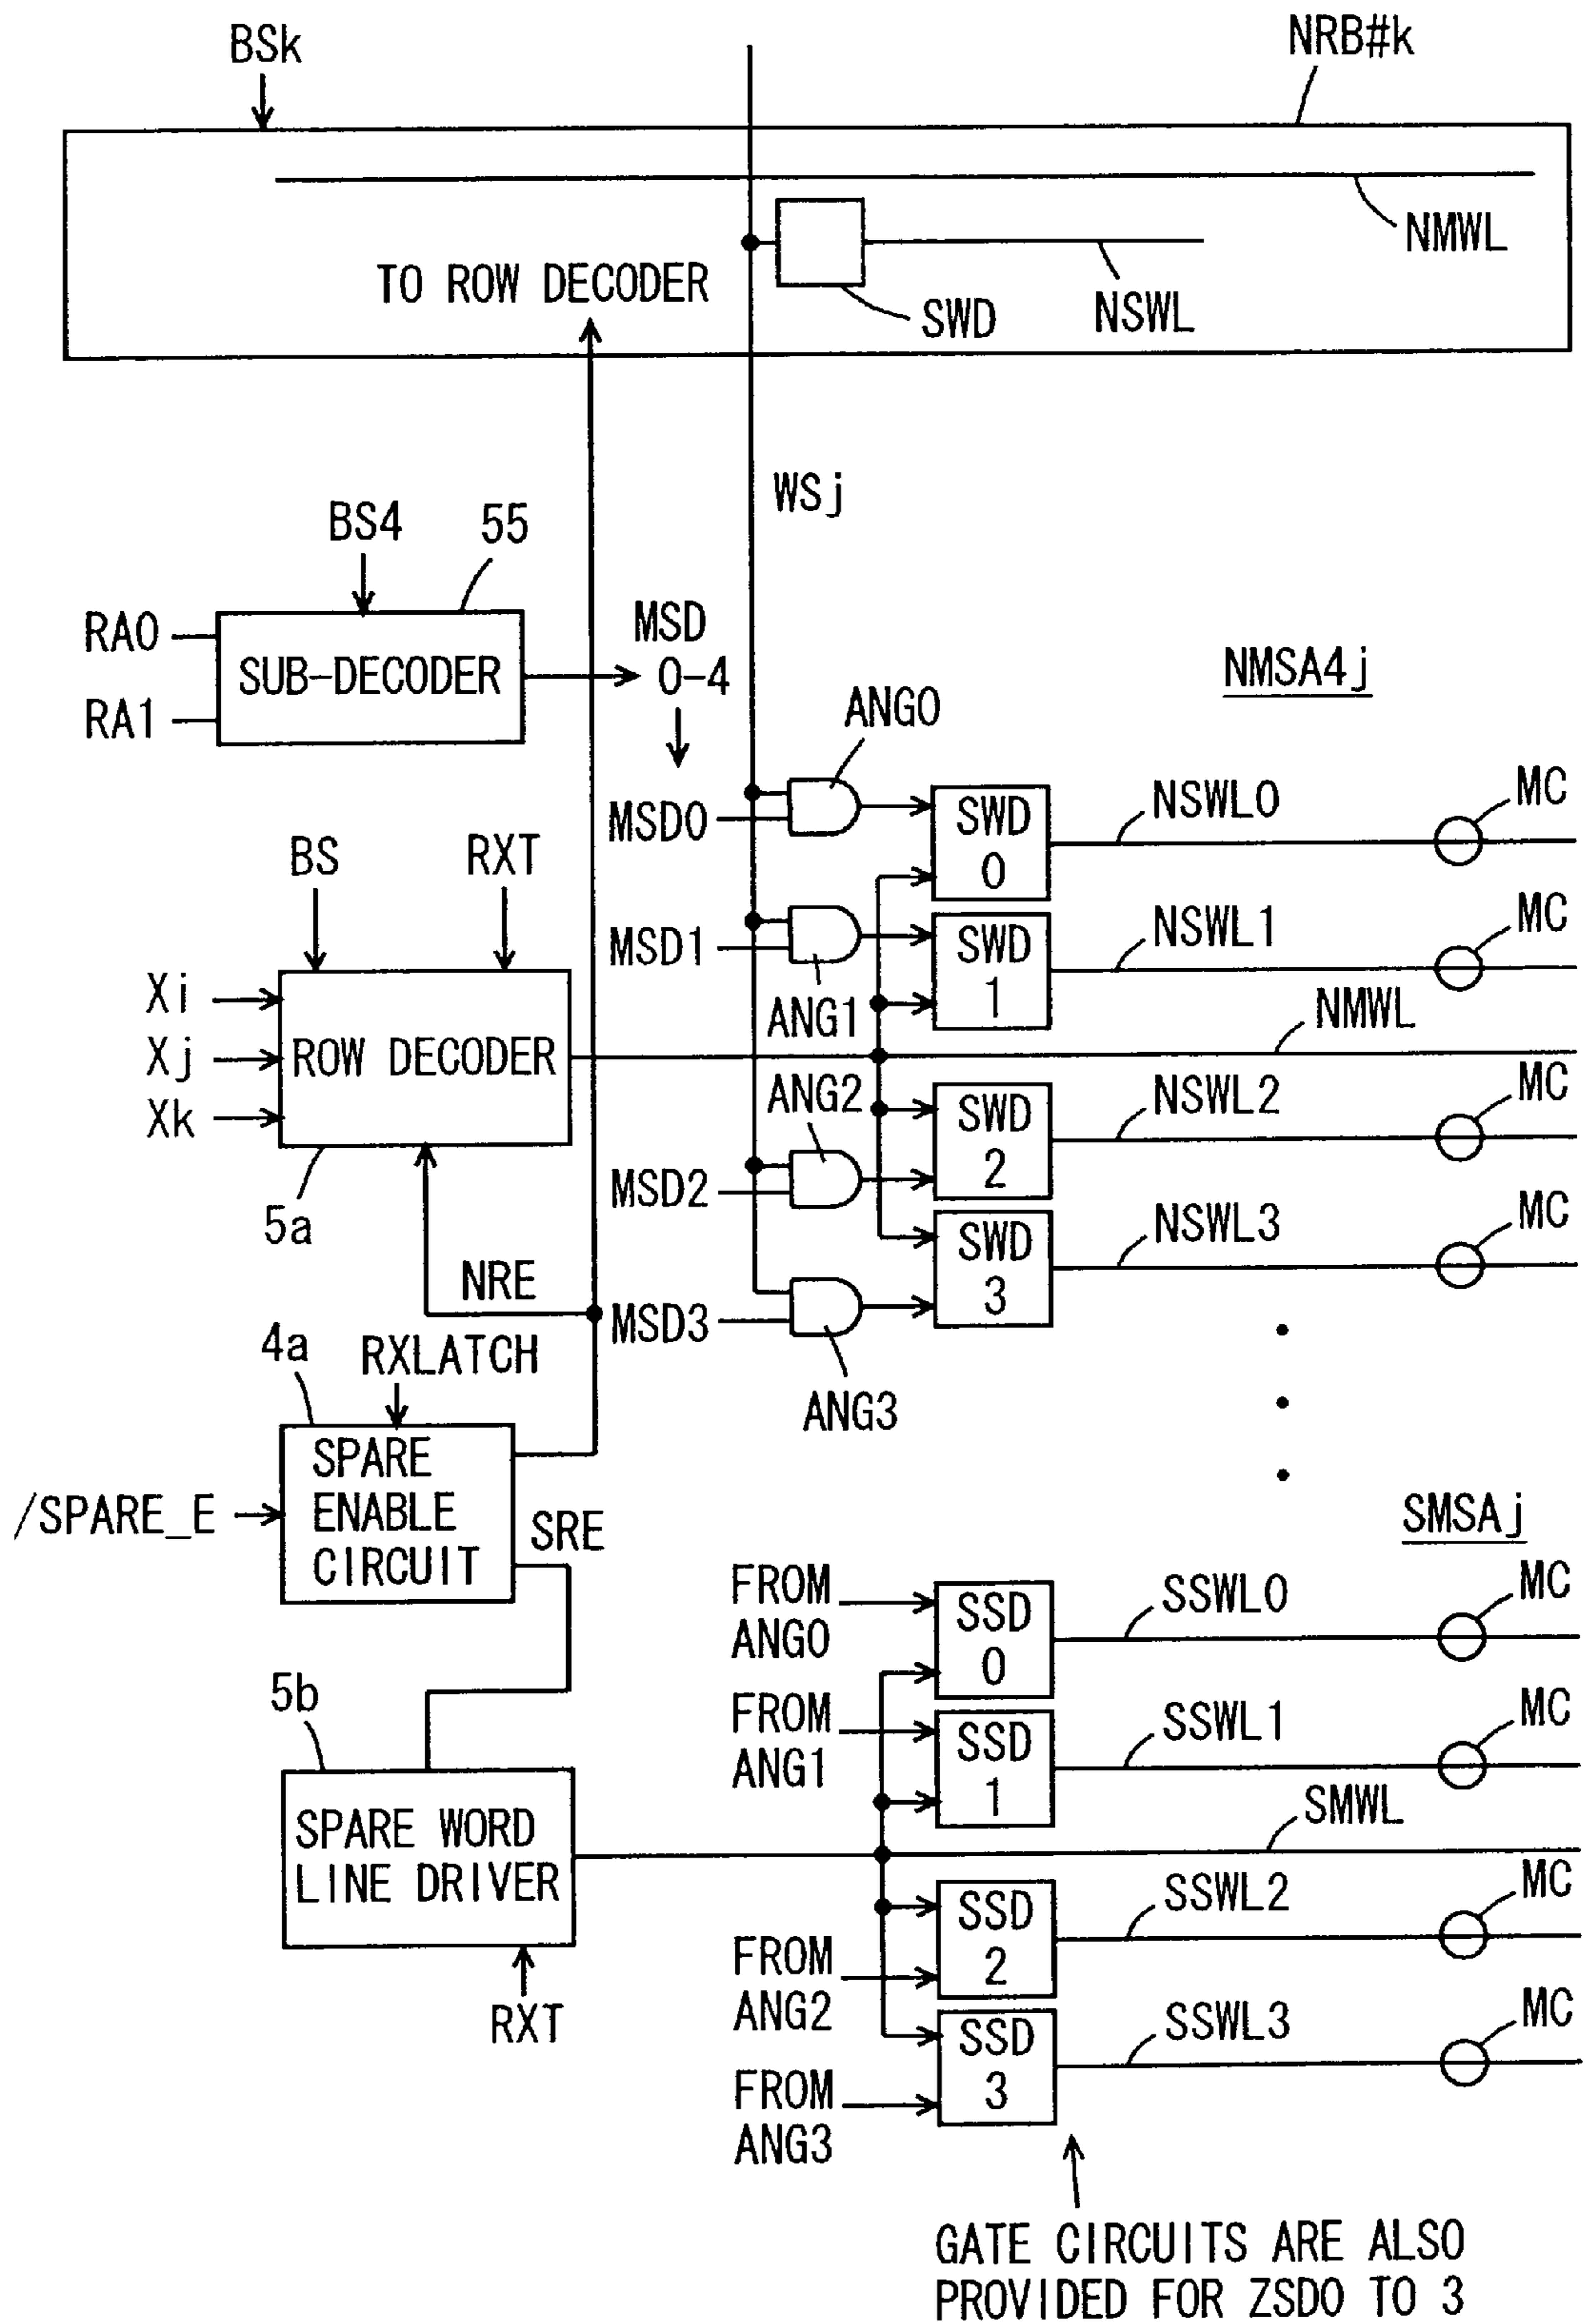 BSk
NRB#k
NMWL
TO ROW DECODER
SWD
NSWL
WSj
BS4
55
RA0
RA1
SUB-DECODER
MSD
0-4
NMSA4j
ANG0
MSD0
SWD
0
NSWL0
MC
BS
RXT
MSD1
ANG1
SWD
1
NSWL1
MC
Xi
Xj
Xk
ROW DECODER
5a
NMWL
ANG2
MSD2
SWD
2
NSWL2
MC
NRE
MSD3
ANG3
SWD
3
NSWL3
MC
4a
RXLATCH
/SPARE_E
SPARE
ENABLE
CIRCUIT
SRE
SMSAj
FROM
ANG0
SSD
0
SSWL0
MC
5b
FROM
ANG1
SSD
1
SSWL1
MC
SPARE WORD
LINE DRIVER
SMWL
RXT
FROM
ANG2
SSD
2
SSWL2
MC
FROM
ANG3
SSD
3
SSWL3
MC
GATE CIRCUITS ARE ALSO
PROVIDED FOR ZSD0 TO 3